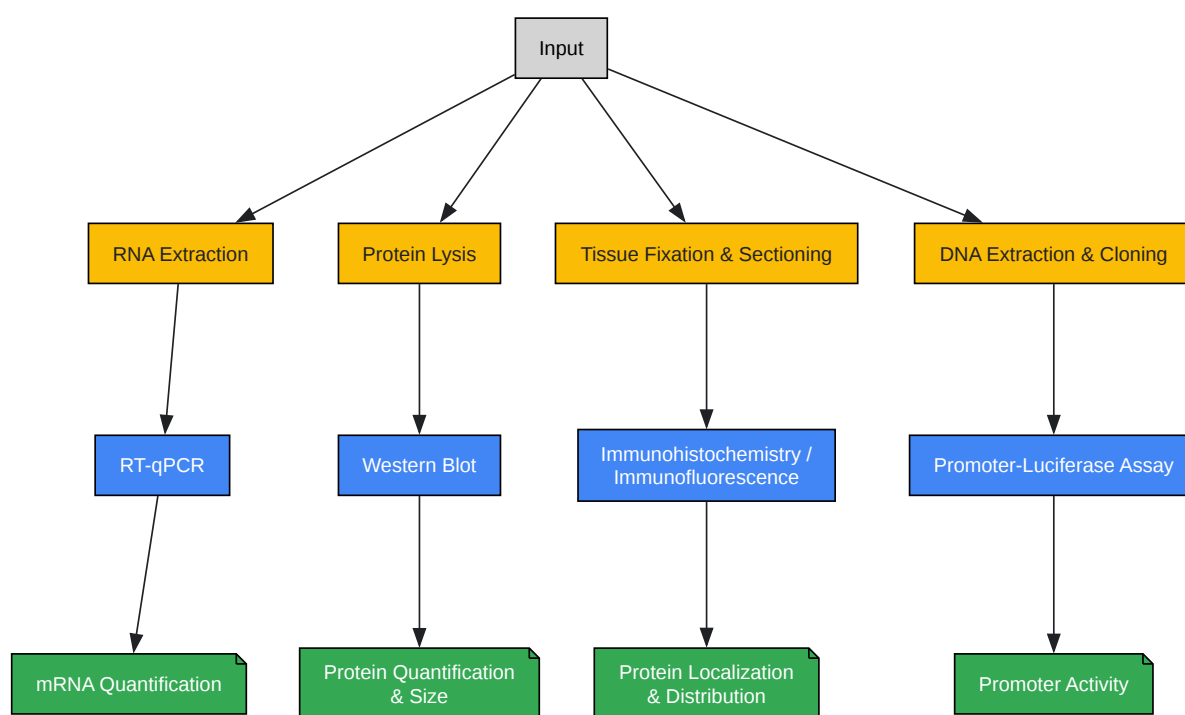 Input
RNA Extraction
Protein Lysis
Tissue Fixation & Sectioning
DNA Extraction & Cloning
RT-qPCR
Western Blot
Immunohistochemistry /
Immunofluorescence
Promoter-Luciferase Assay
mRNA Quantification
Protein Quantification
& Size
Protein Localization
& Distribution
Promoter Activity